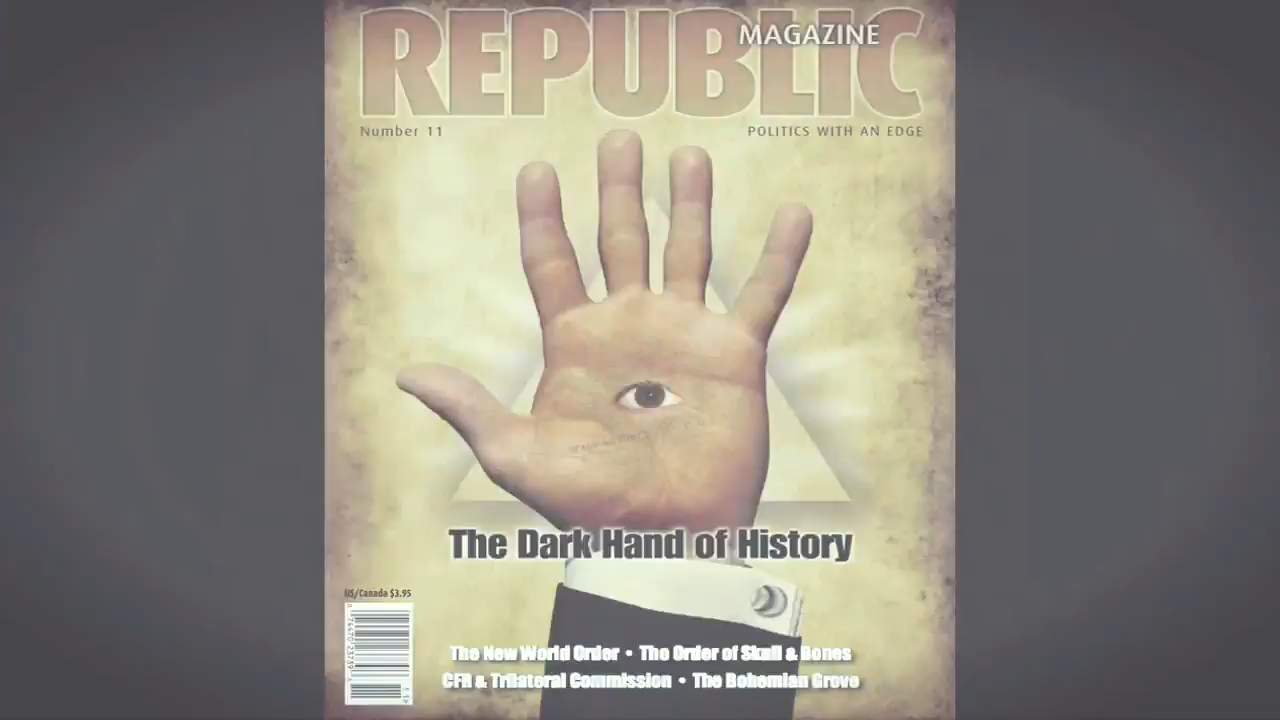 REPUBLIC
MAGAZINE
Number 11
POLITICS WITH AN EDGE
The Dark Hand of History
US/Canada $3.95
The New World Order • The Order of Skull & Bones
CFR & Trilateral Commission • The Bohemian Grove